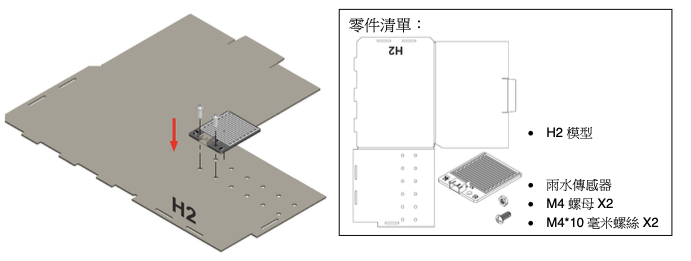 H2
零件清單：
H2
• H2 模型
• 雨水傳感器
• M4 螺母 X2
• M4*10 毫米螺絲 X2